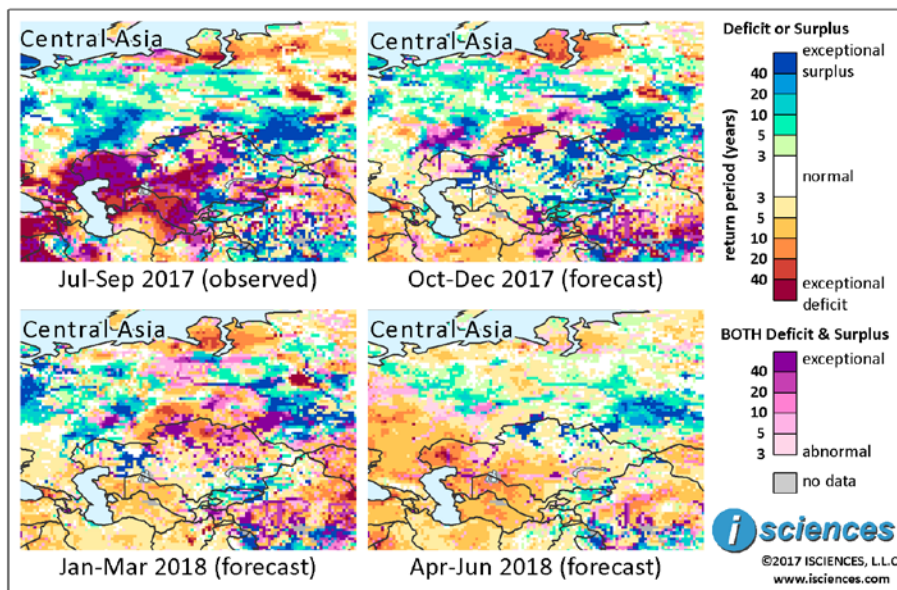 Central Asia
Jul-Sep 2017 (observed)
Central Asia
Oct-Dec 2017 (forecast)
Central Asia
Jan-Mar 2018 (forecast)
Central Asia
Apr-Jun 2018 (forecast)
Deficit or Surplus
return period (years)
exceptional
surplus
40
20
10
5
3
normal
3
5
10
20
40
exceptional
deficit
BOTH Deficit & Surplus
exceptional
40
20
10
5
3
abnormal
no data
i sciences
©2017 ISCIENCES, L.L.C
www.isciences.com